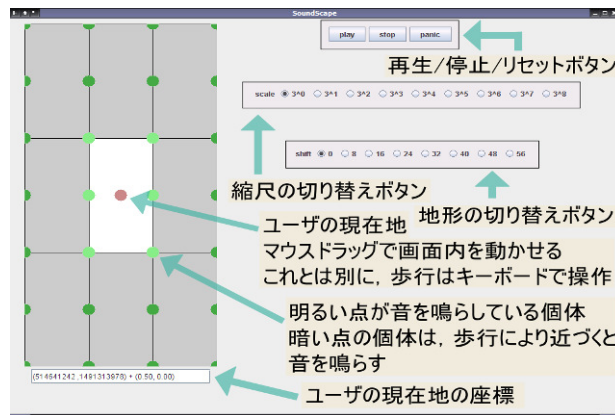 SoundScape
play stop panic
再生/停止/リセットボタン
scale 3^0 3^1 3^2 3^3 3^4 3^5 3^6 3^7 3^8
shift 0 8 16 24 32 40 48 56
縮尺の切り替えボタン
地形の切り替えボタン
ユーザの現在地
マウスドラッグで画面内を動かせる
これとは別に, 歩行はキーボードで操作
明るい点が音を鳴らしている個体
暗い点の個体は, 歩行により近づくと
音を鳴らす
(514641242 ,1491313978) + (0.50, 0.00)
ユーザの現在地の座標